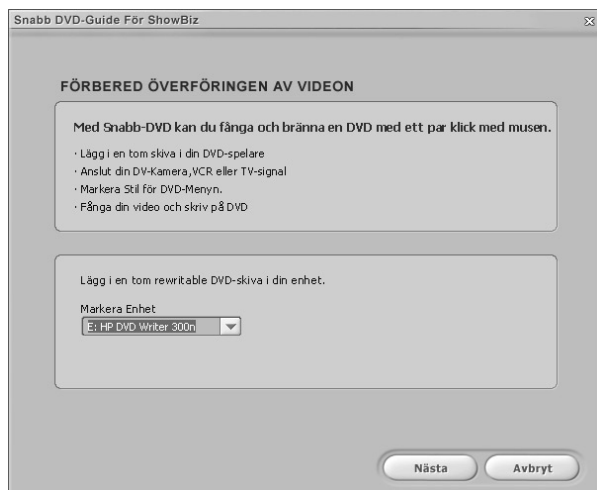 Snabb DVD-Guide För ShowBiz
FÖRBERED ÖVERFÖRINGEN AV VIDEON
Med Snabb-DVD kan du fånga och bränna en DVD med ett par klick med musen.
· Lägg i en tom skiva i din DVD-spelare
· Anslut din DV-Kamera,VCR eller TV-signal
· Markera Stil för DVD-Menyn.
· Fånga din video och skriv på DVD
Lägg i en tom rewritable DVD-skiva i din enhet.
Markera Enhet
E: HP DVD Writer 300n
Nästa Avbryt